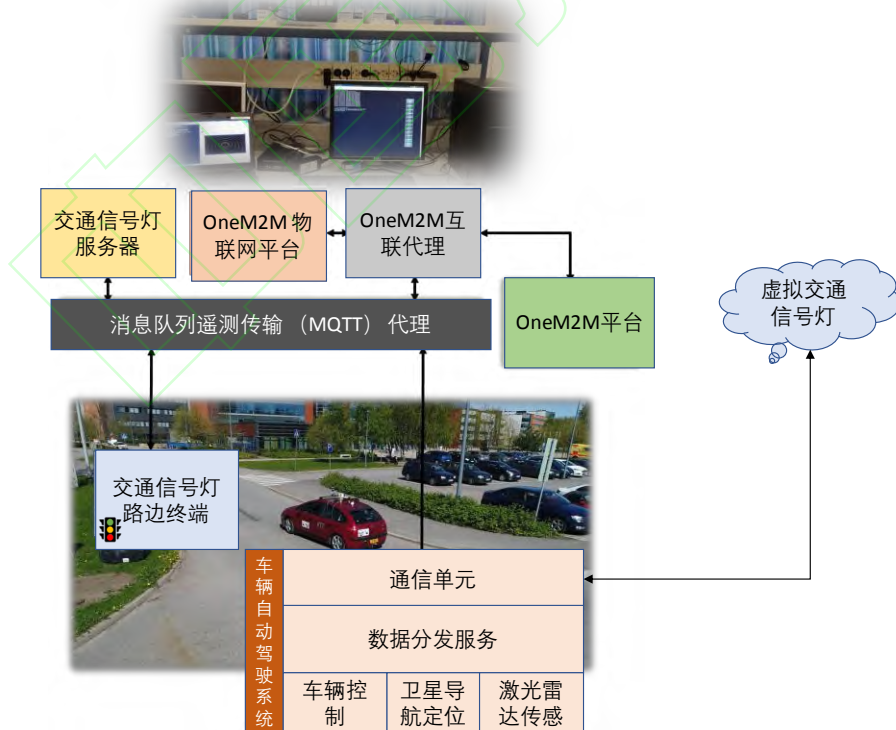 交通信号灯
服务器
OneM2M 物
联网平台
OneM2M互
联代理
消息队列遥测传输 （MQTT） 代理
OneM2M平台
虚拟交通
信号灯
交通信号灯
路边终端
车
辆
自
动
驾
驶
系
统
通信单元
数据分发服务
车辆控
制
卫星导
航定位
激光雷
达传感